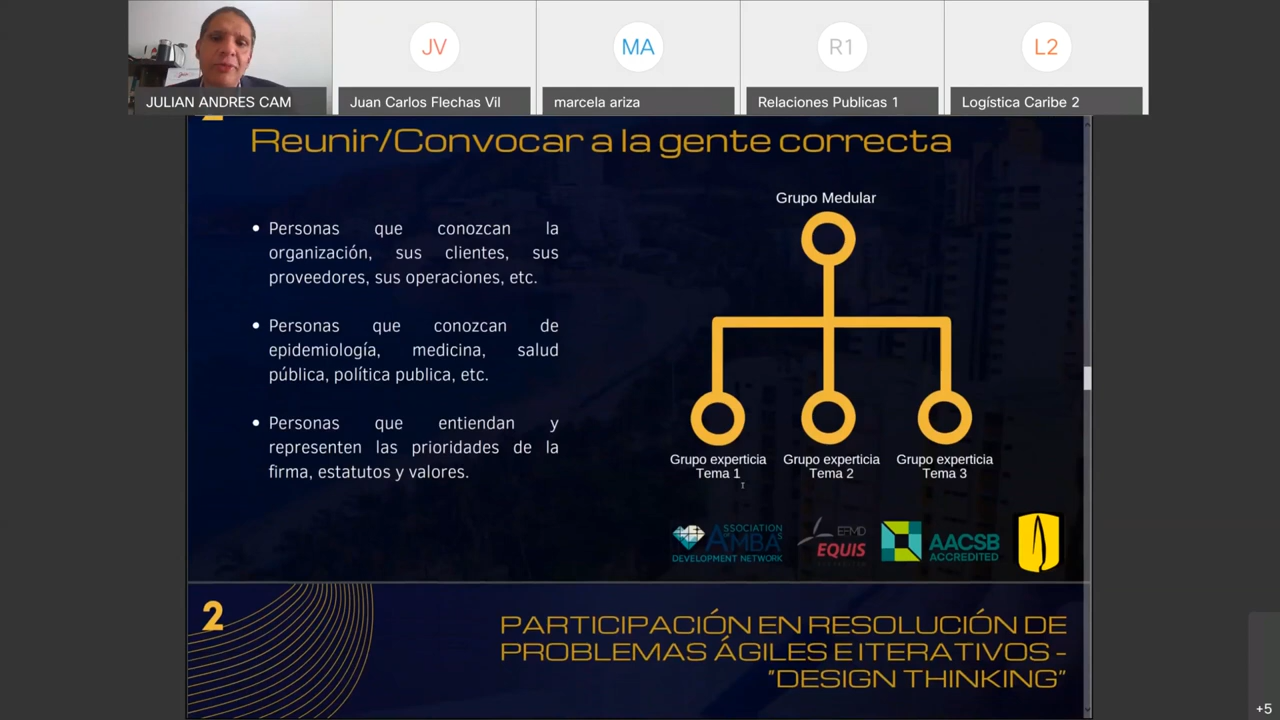 JV
MA
R1
L2
JULIAN ANDRES CAM
Juan Carlos Flechas Vil
marcela ariza
Relaciones Publicas 1
Logística Caribe 2
Reunir/Convocar a la gente correcta
• Personas que conozcan la
organización, sus clientes, sus
proveedores, sus operaciones, etc.
• Personas que conozcan de
epidemiología, medicina, salud
pública, política publica, etc.
• Personas que entiendan y
representen las prioridades de la
firma, estatutos y valores.
Grupo Medular
Grupo experticia
Tema 1
Grupo experticia
Tema 2
Grupo experticia
Tema 3
ASSOCIATION
AMBA's
DEVELOPMENT NETWORK
EFMD
EQUIS
AACSB
ACCREDITED
2
PARTICIPACIÓN EN RESOLUCIÓN DE
PROBLEMAS ÁGILES E ITERATIVOS -
"DESIGN THINKING"
+5